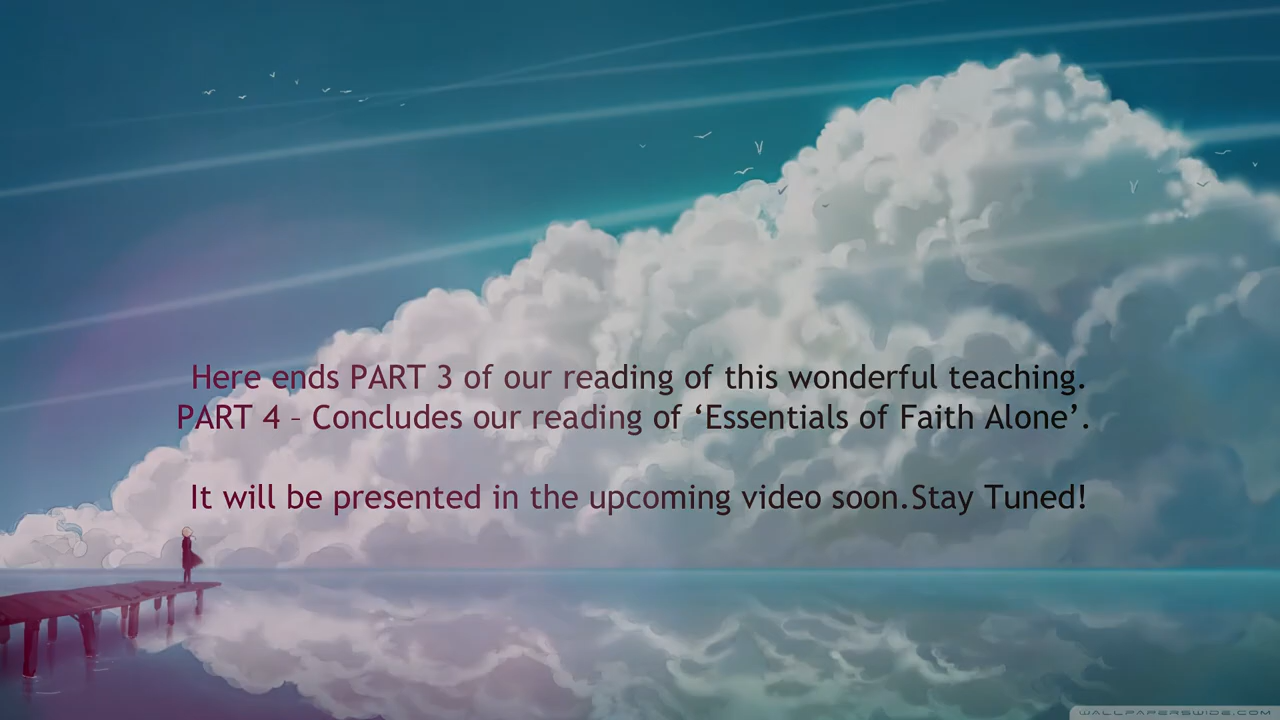 Here ends PART 3 of our reading of this wonderful teaching.
PART 4 – Concludes our reading of ‘Essentials of Faith Alone’.
It will be presented in the upcoming video soon.Stay Tuned!
WALLPAPERSWIDE.COM